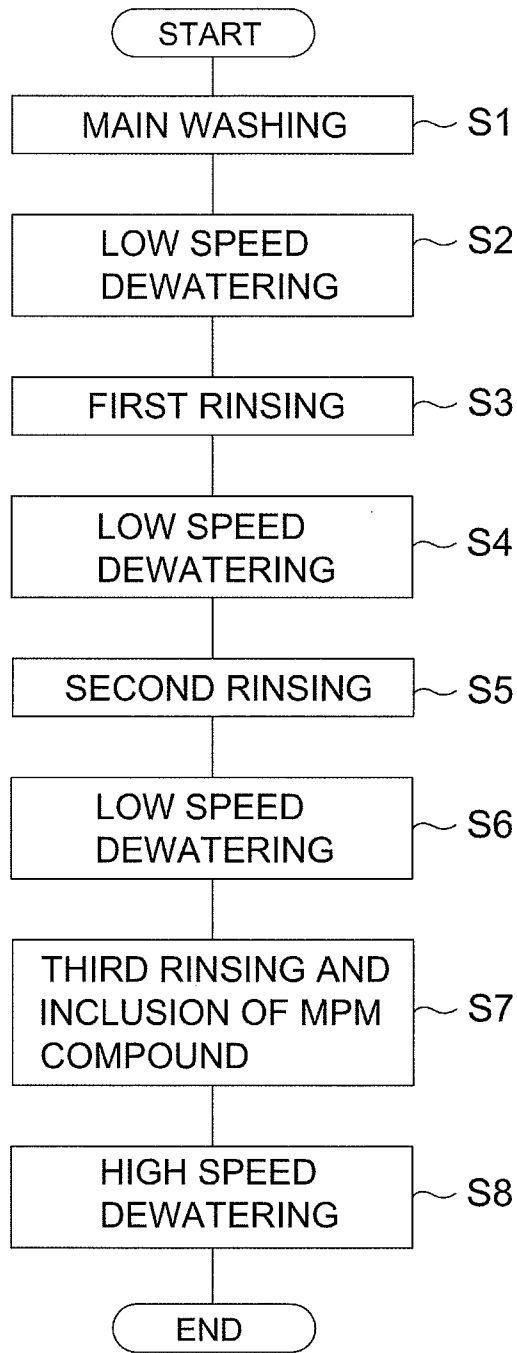 START
MAIN WASHING
S1
LOW SPEED
DEWATERING
S2
FIRST RINSING
S3
LOW SPEED
DEWATERING
S4
SECOND RINSING
S5
LOW SPEED
DEWATERING
S6
THIRD RINSING AND
INCLUSION OF MPM
COMPOUND
S7
HIGH SPEED
DEWATERING
S8
END